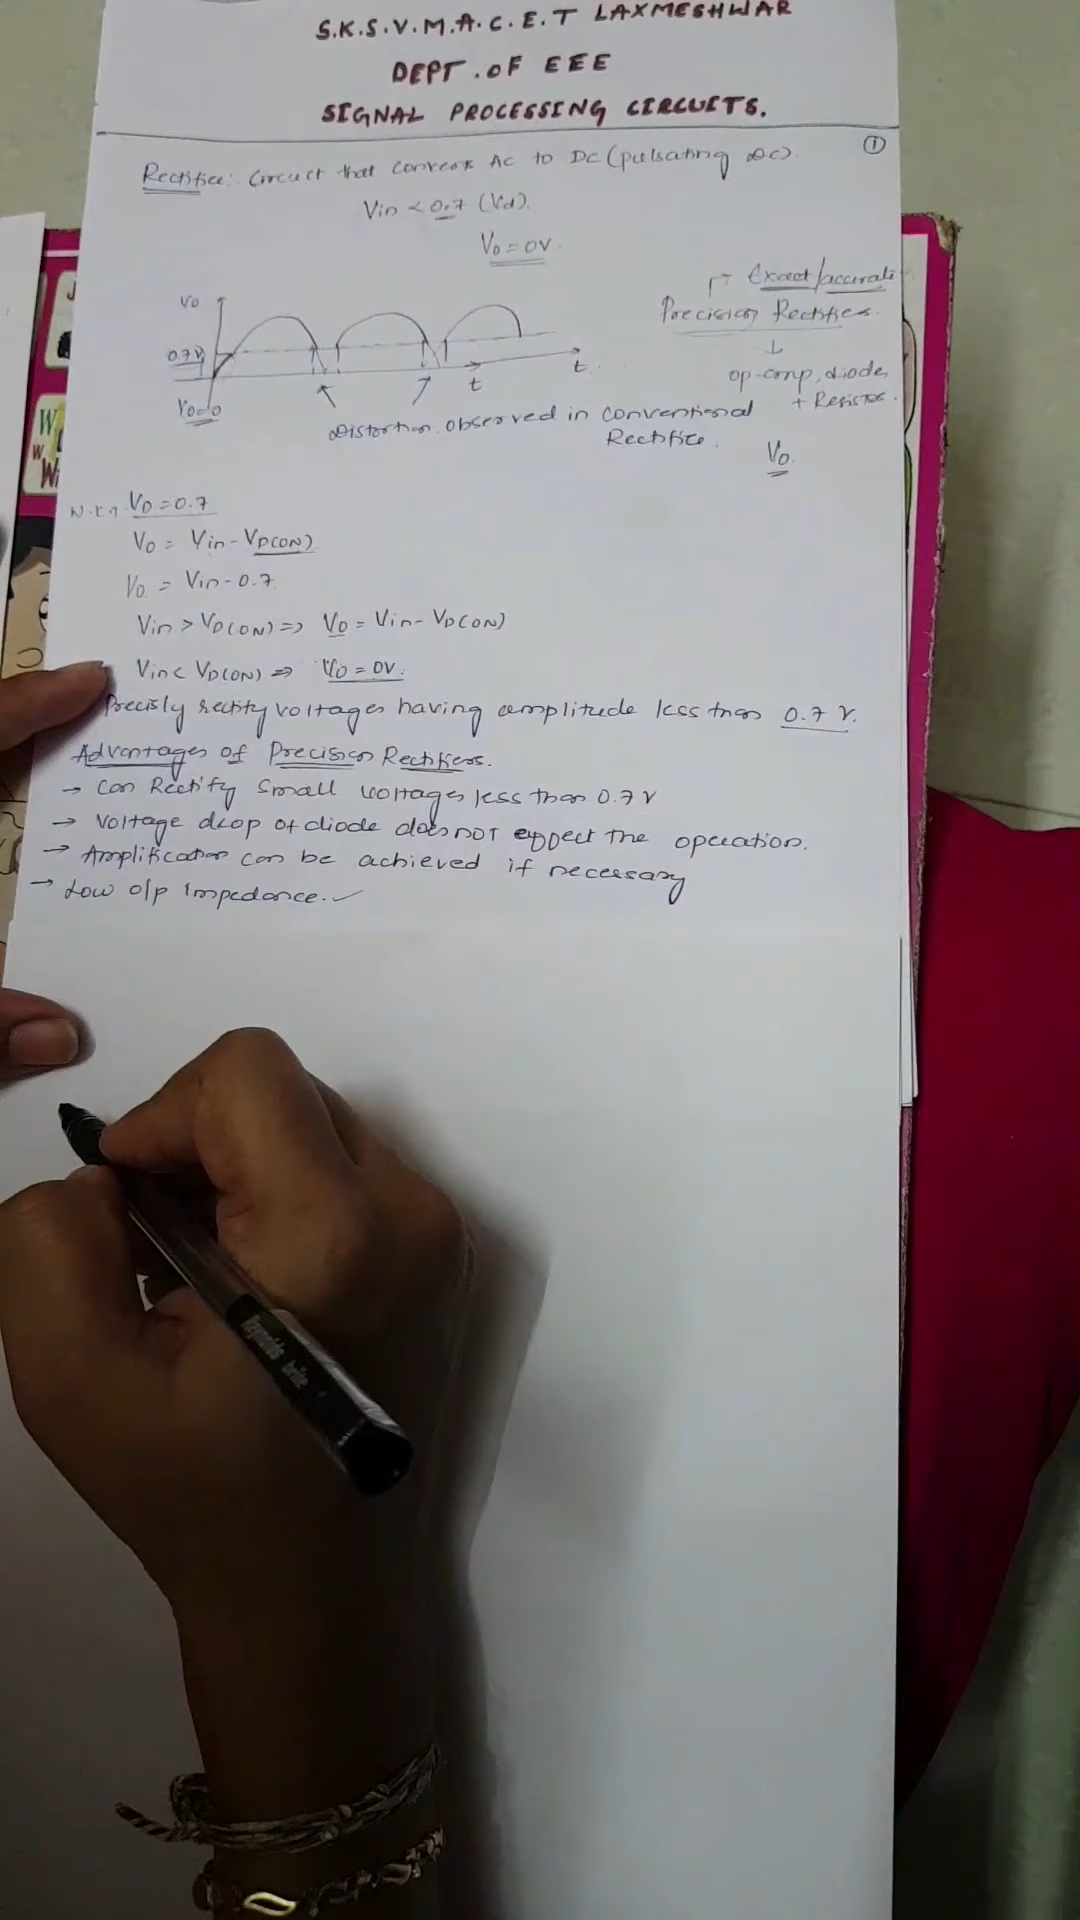 S.K.S.V.M.A.C.E.T LAXMESHWAR
DEPT. OF EEE
SIGNAL PROCESSING CIRCUITS.
①
Rectifier: Circuit that converts AC to DC (pulsating DC).
Vin < 0.7 (Vd).
Vo = 0V.
Exact/accurate
Precision Rectifier.
↓
op-amp, diodes
+ Resistor.
Vo.
Vo
0.7V
Vo=0
t
t.
Distortion observed in conventional
Rectifier.
W.K.T VD = 0.7
Vo = Vin - VD(ON)
Vo = Vin - 0.7
Vin > VD(ON) => Vo = Vin - VD(ON)
Vin < VD(ON) => Vo = 0V.
Precisly rectify voltages having amplitude less than 0.7 V.
Advantages of Precision Rectifiers.
→ Can Rectify small voltages less than 0.7 V
→ Voltage drop of diode does not effect the operation.
→ Amplification can be achieved if necessary
→ Low o/p impedance.
Reynolds brite